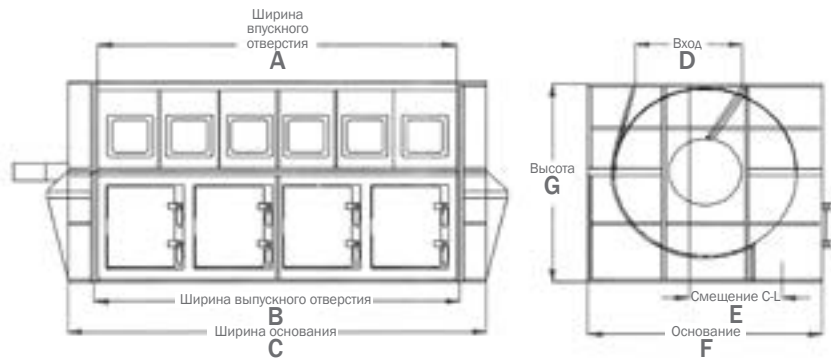 Ширина
впускного
отверстия
A
Вход
D
Высота
G
Ширина выпускного отверстия
B
Ширина основания
C
Смещение C-L
E
Основание
F